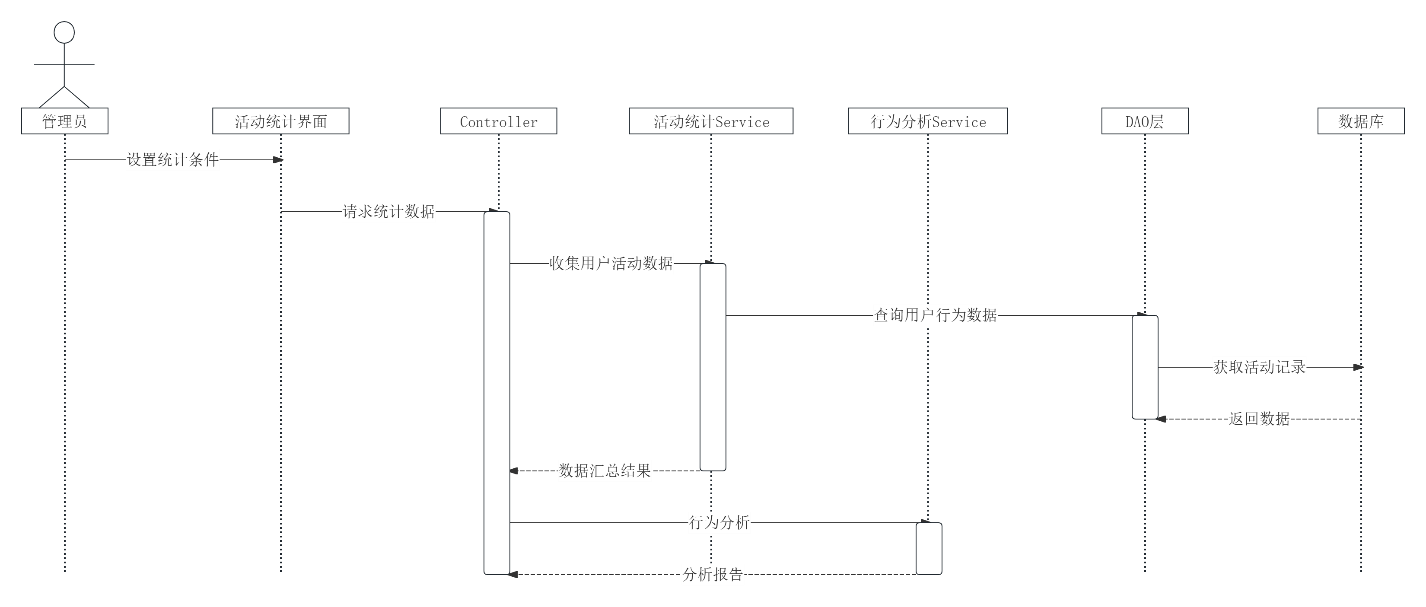 管理员
活动统计界面
Controller
活动统计Service
行为分析Service
DAO层
数据库
设置统计条件
请求统计数据
收集用户活动数据
查询用户行为数据
获取活动记录
返回数据
数据汇总结果
行为分析
分析报告